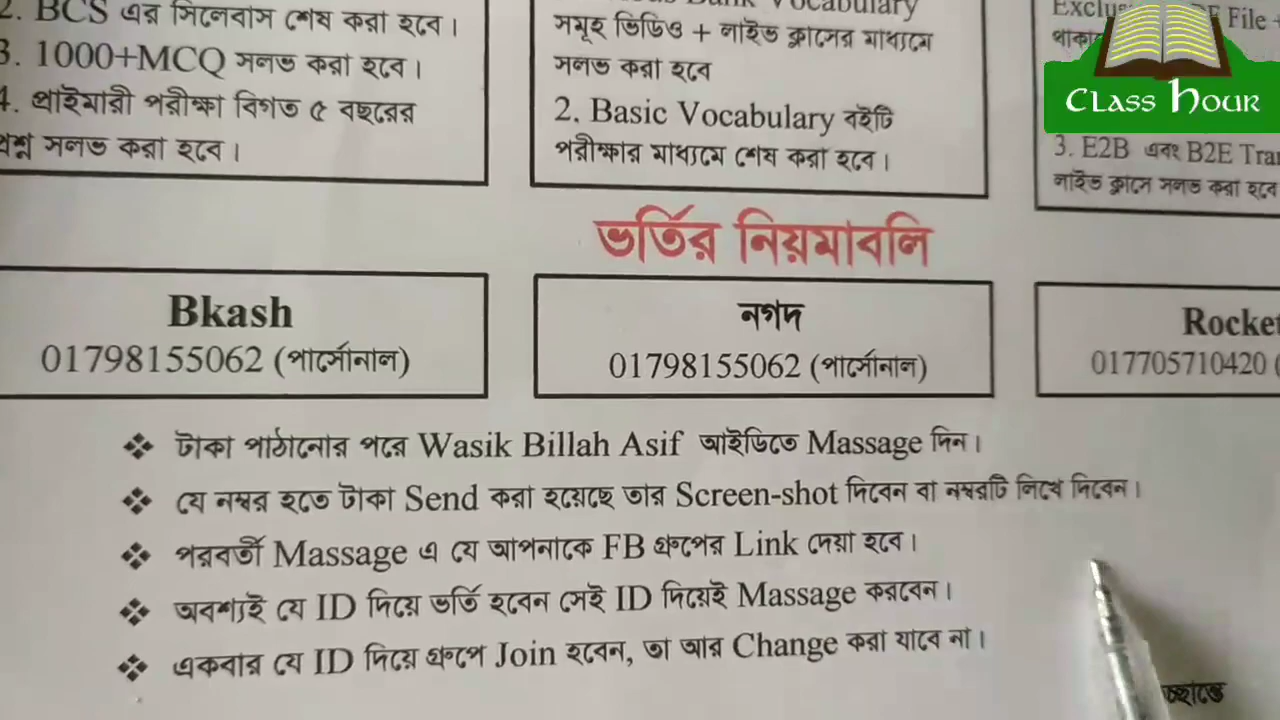 2. BCS এর সিলেবাস শেষ করা হবে।
3. 1000+MCQ সলভ করা হবে।
4. প্রাইমারী পরীক্ষা বিগত ৫ বছরের
প্রশ্ন সলভ করা হবে।
Vocabulary
সমূহ ভিডিও + লাইভ ক্লাসের মাধ্যমে
সলভ করা হবে
2. Basic Vocabulary বইটি
পরীক্ষার মাধ্যমে শেষ করা হবে।
File +
3. E2B এবং B2E
লাইভ ক্লাসে সলভ করা হবে
CLASS HOUR
ভর্তির নিয়মাবলি
Bkash
01798155062 (পার্সোনাল)
নগদ
01798155062 (পার্সোনাল)
Rocket
017705710420 (
❖ টাকা পাঠানোর পরে Wasik Billah Asif আইডিতে Massage দিন।
❖ যে নম্বর হতে টাকা Send করা হয়েছে তার Screen-shot দিবেন বা নম্বরটি লিখে দিবেন।
❖ পরবর্তী Massage এ যে আপনাকে FB গ্রুপের Link দেয়া হবে।
❖ অবশ্যই যে ID দিয়ে ভর্তি হবেন সেই ID দিয়েই Massage করবেন।
❖ একবার যে ID দিয়ে গ্রুপে Join হবেন, তা আর Change করা যাবে না।